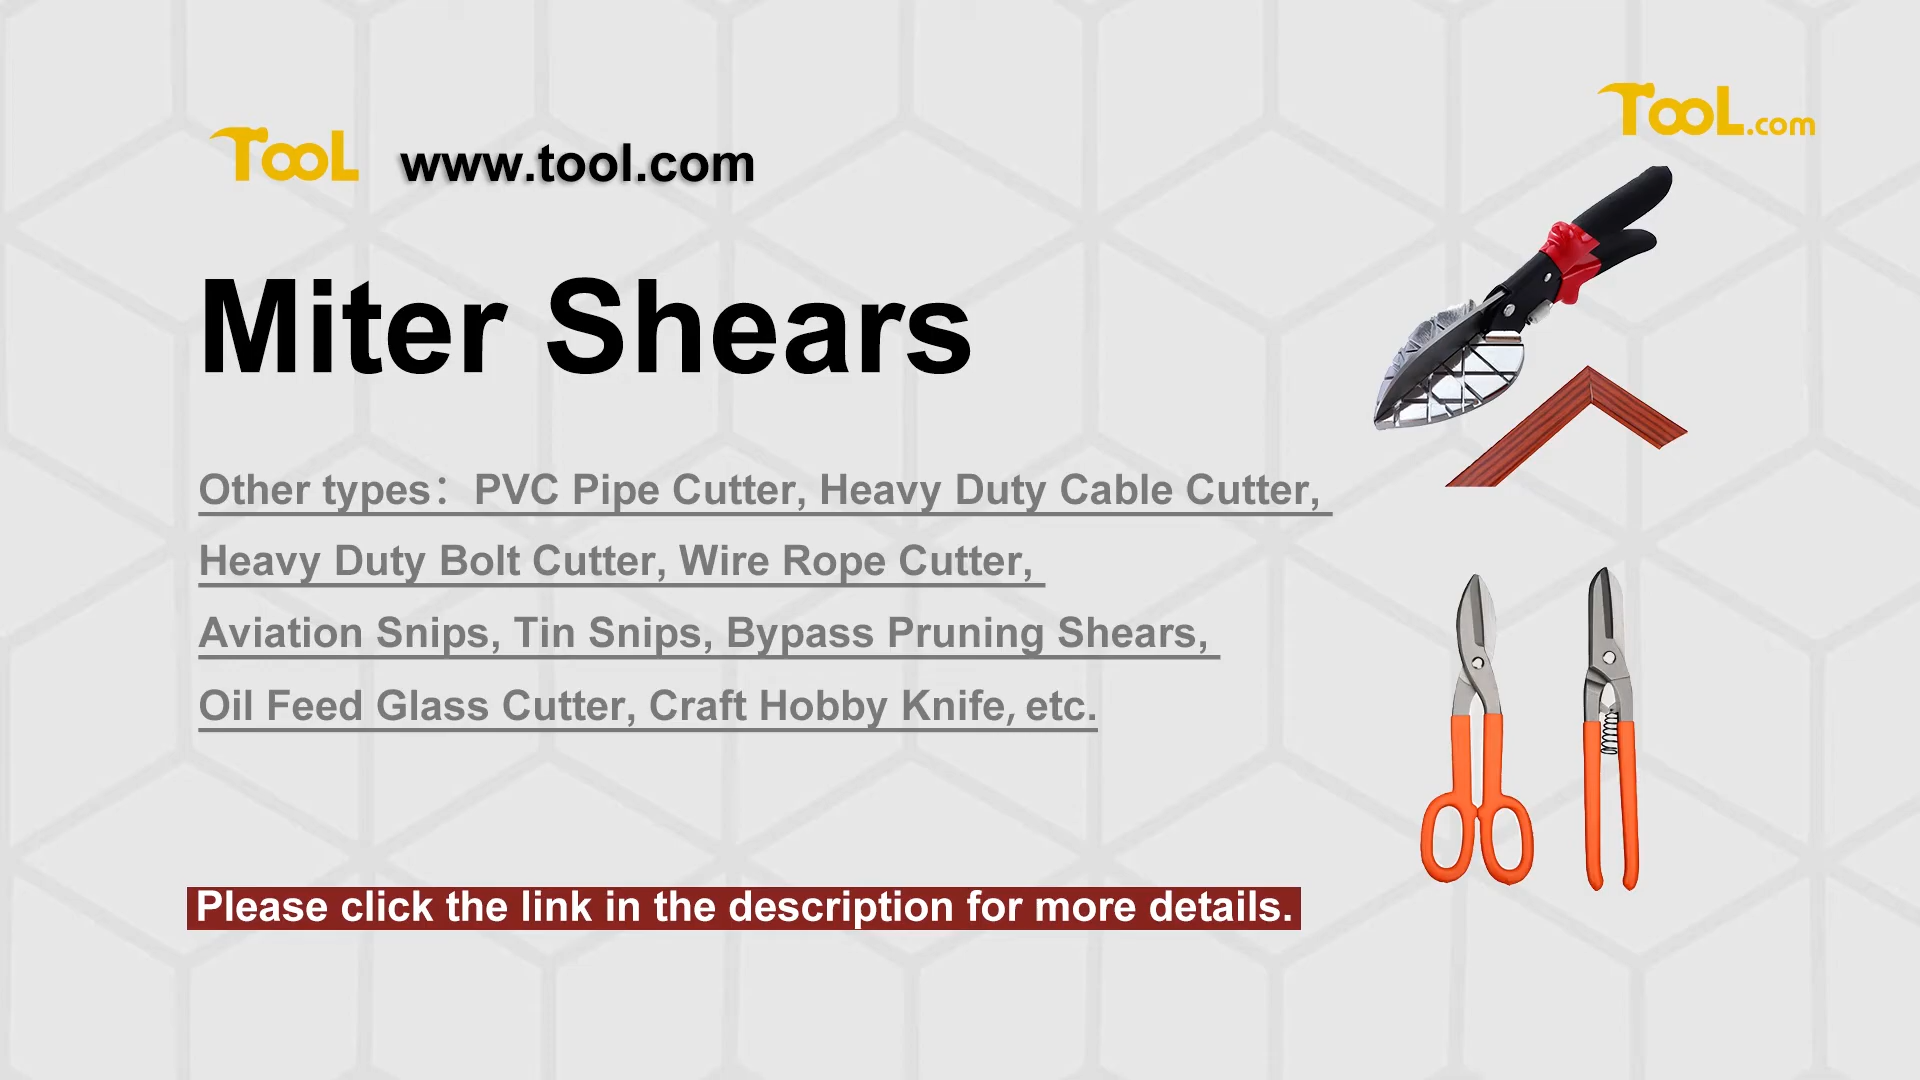 TooL www.tool.com
TooL.com
Miter Shears
Other types： PVC Pipe Cutter, Heavy Duty Cable Cutter,
Heavy Duty Bolt Cutter, Wire Rope Cutter,
Aviation Snips, Tin Snips, Bypass Pruning Shears,
Oil Feed Glass Cutter, Craft Hobby Knife, etc.
Please click the link in the description for more details.